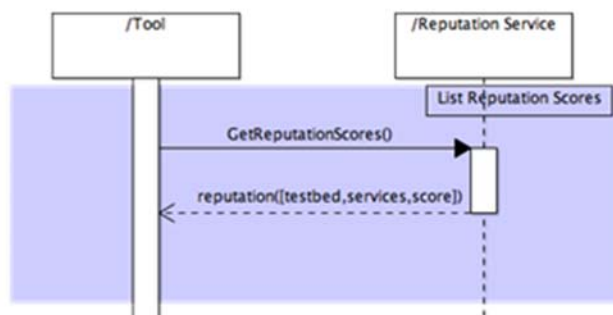 /Tool
/Reputation Service
List Reputation Scores
GetReputationScores()
reputation([testbed,services,score])